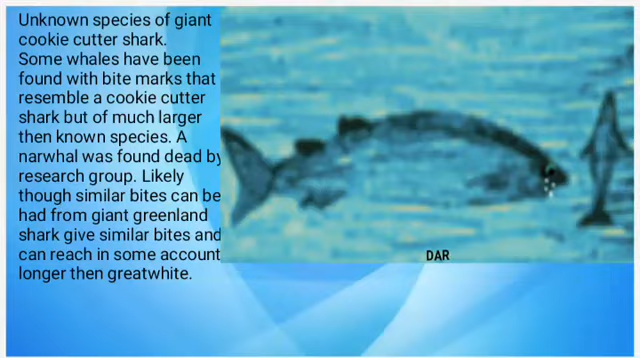 Unknown species of giant
cookie cutter shark.
Some whales have been
found with bite marks that
resemble a cookie cutter
shark but of much larger
then known species. A
narwhal was found dead by
research group. Likely
though similar bites can be
had from giant greenland
shark give similar bites and
can reach in some account
longer then greatwhite.
DAR